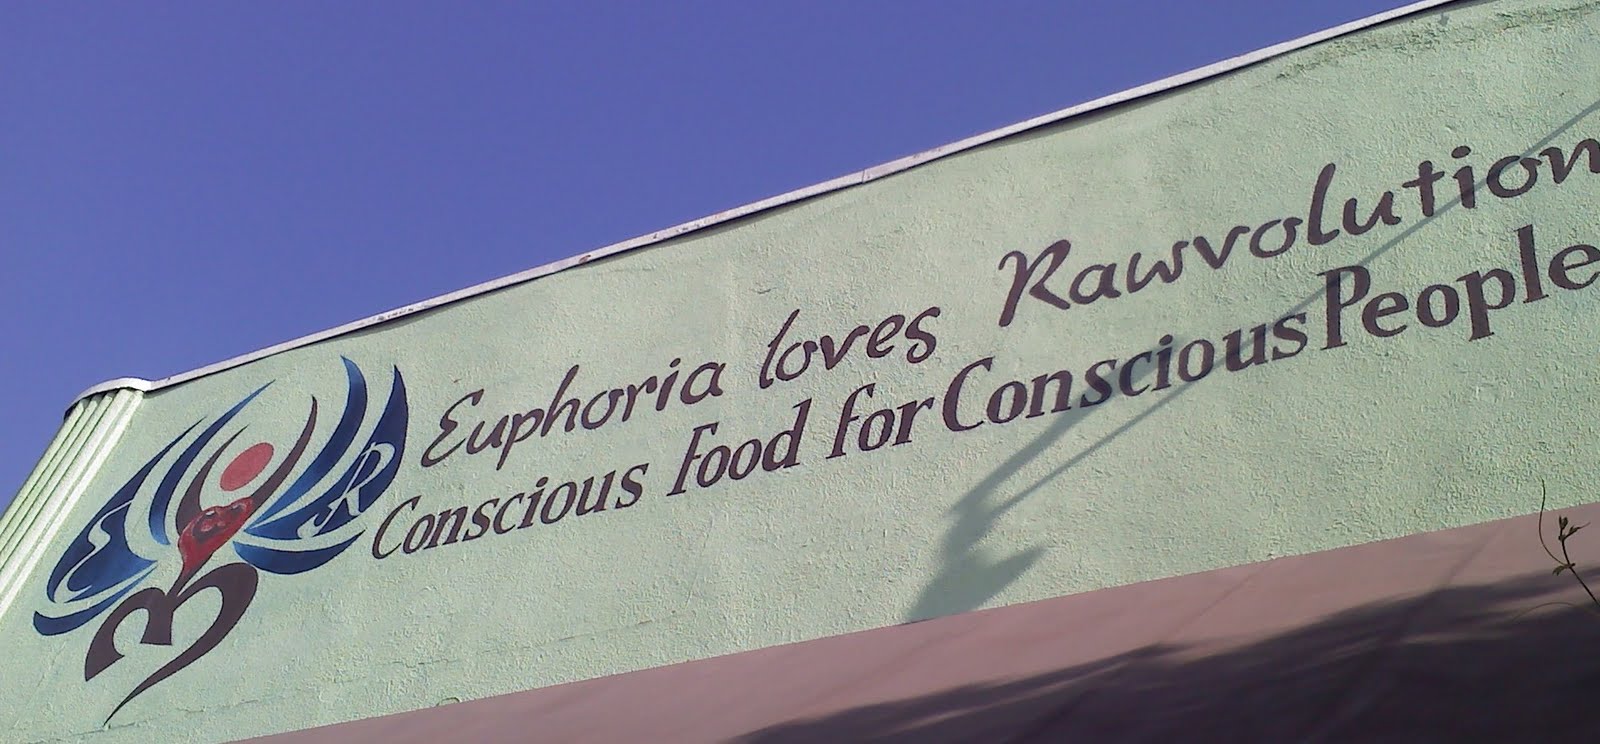 Euphoria loves Rawvolution
Conscious Food for Conscious People